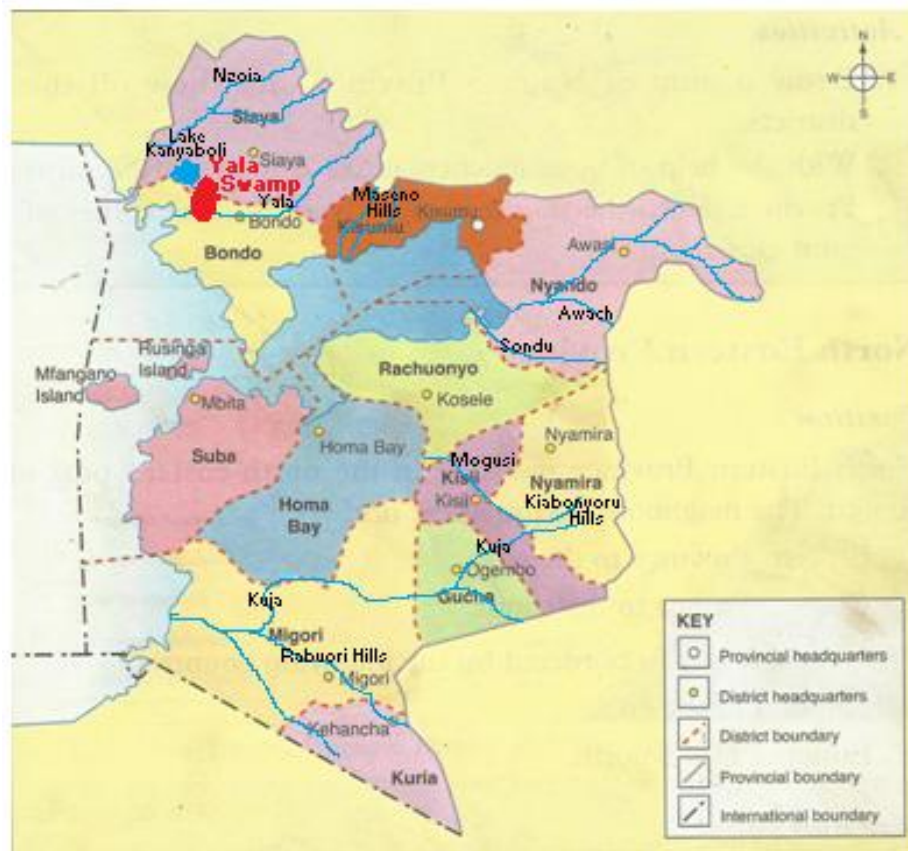 N
W E
S
Nzoia
Siaya
Lake
Kanyaboli
Siaya
Yala
Swamp
Yala
Bondo
Bondo
Maseno
Hills
Kisumu
Kisumu
Awasi
Nyando
Awach
Sondu
Rusinga
Island
Mfangano
Island
Mbita
Rachuonyo
Kosele
Suba
Homa Bay
Homa
Bay
Mogusi
Kisii
Kisii
Nyamira
Nyamira
Kiabonyoru
Hills
Kuja
Ogembo
Gucha
Kuja
Migori
Rabuori Hills
Migori
Kehancha
Kuria
KEY
Provincial headquarters
District headquarters
District boundary
Provincial boundary
International boundary